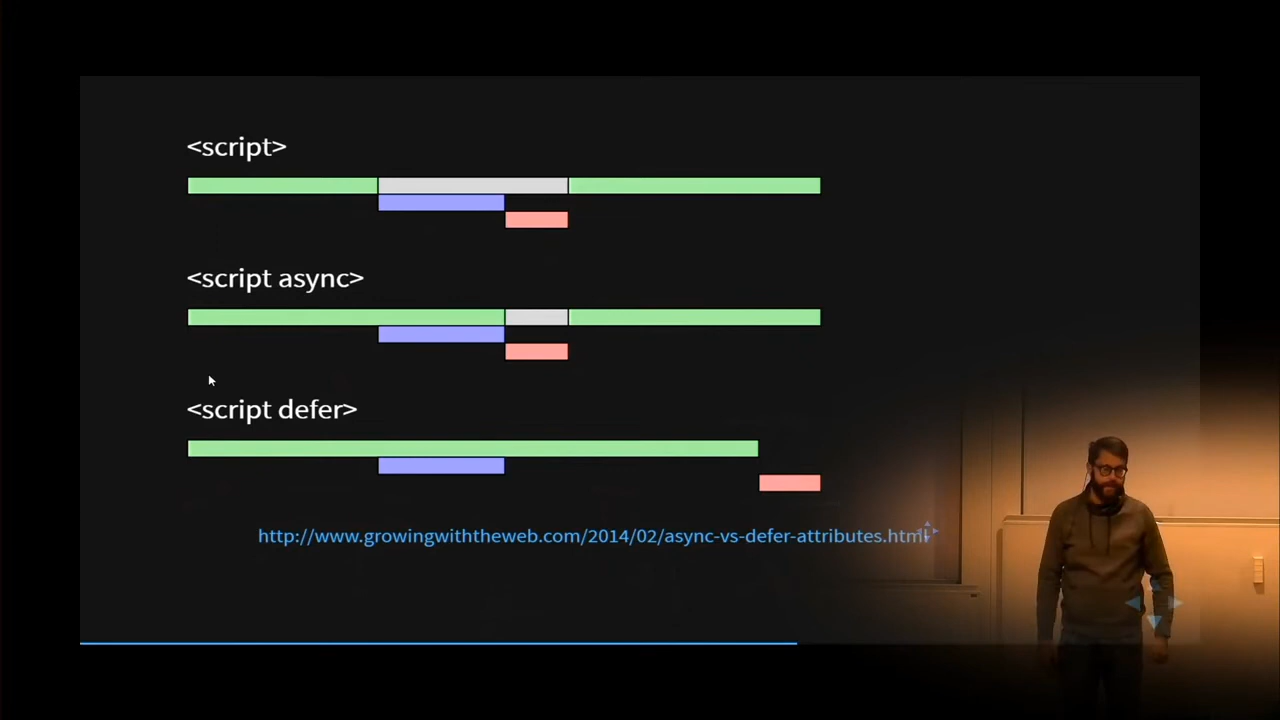 <script>
<script async>
<script defer>
http://www.growingwiththeweb.com/2014/02/async-vs-defer-attributes.html